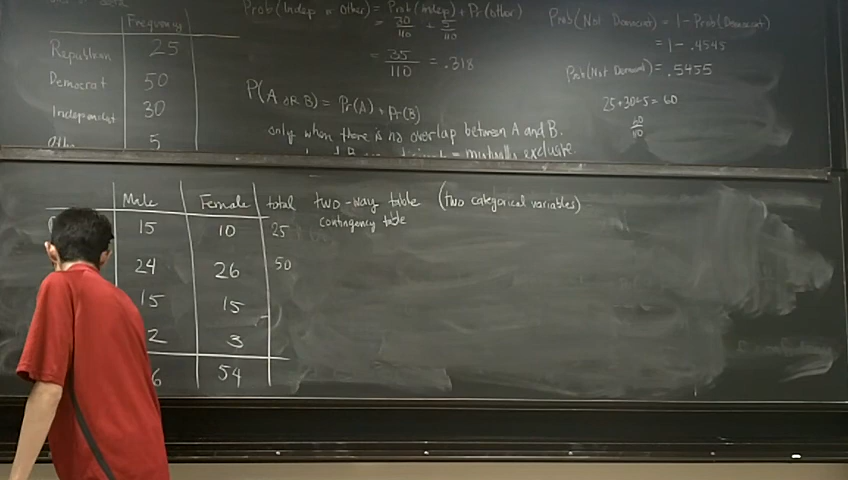 Frequency
Republican 25
Democrat 50
Independent 30
Other 5
Prob(Indep or Other) = Prob(Indep) + Pr(other)
= 30/110 + 5/110
= 35/110 = .318
P(A OR B) = Pr(A) + Pr(B)
only when there is no overlap between A and B.
= mutually exclusive.
Prob(Not Democrat) = 1 - Prob(Democrat)
= 1 - .4545
Prob(Not Democrat) = .5455
25+30+5 = 60
60/110
Male Female total
15 10 25
24 26 50
15 15
2 3
6 54
two-way table (two categorical variables)
contingency table